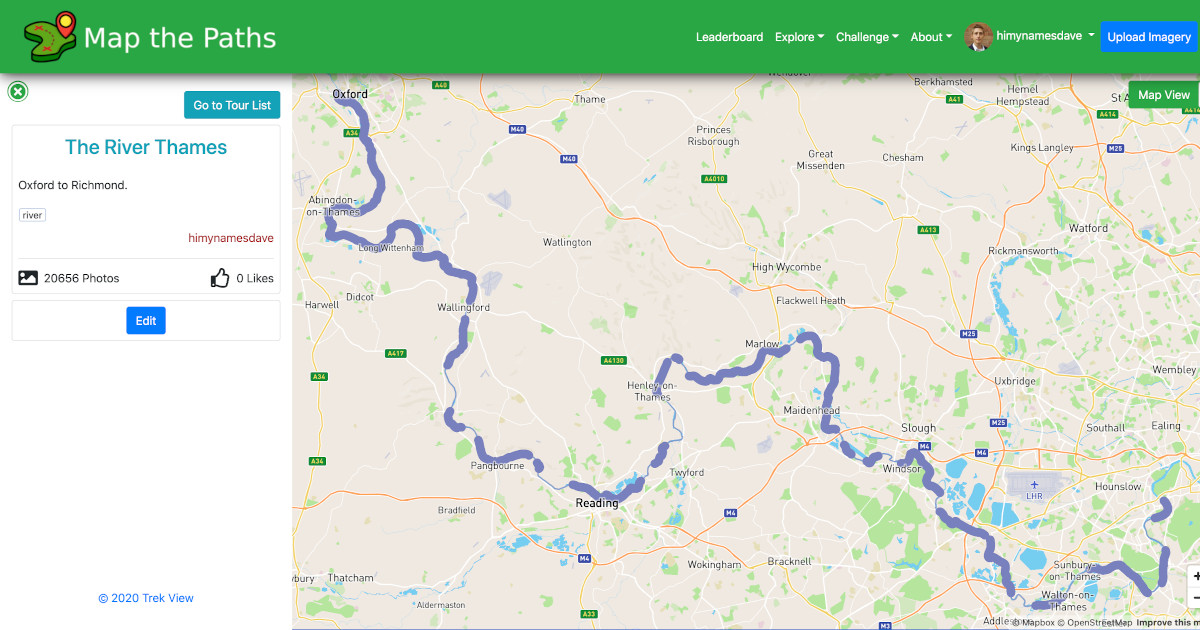 Map the Paths
Leaderboard Explore Challenge About himynamesdave Upload Imagery
Go to Tour List
The River Thames
Oxford to Richmond.
river
himynamesdave
20656 Photos 0 Likes
Edit
© 2020 Trek View
Map View
Berkhamsted
Oxford
A40
Thame
A41
Hemel
Hempstead
A414
A34
M40
Princes
Risborough
Kings Langley
M25
M40
Great
Missenden
Chesham
A4010
Abingdon-
on-Thames
A413
Watford
Long Wittenham
Watlington
Rickmansworth
High Wycombe
Didcot
Harwell
Wallingford
Flackwell Heath
M25
Marlow
A417
A4130
Wembley
A34
Henley-on-
Thames
Uxbridge
Maidenhead
M25
Slough
Southall
Ealing
M4
M4
A34
Pangbourne
Windsor
Twyford
LHR
Hounslow
Reading
Bradfield
M4
M4
Wokingham
Bracknell
Sunbury-
on-Thames
Thatcham
Walton-on-
Thames
Aldermaston
A33
M3
© Mapbox © OpenStreetMap Improve this m